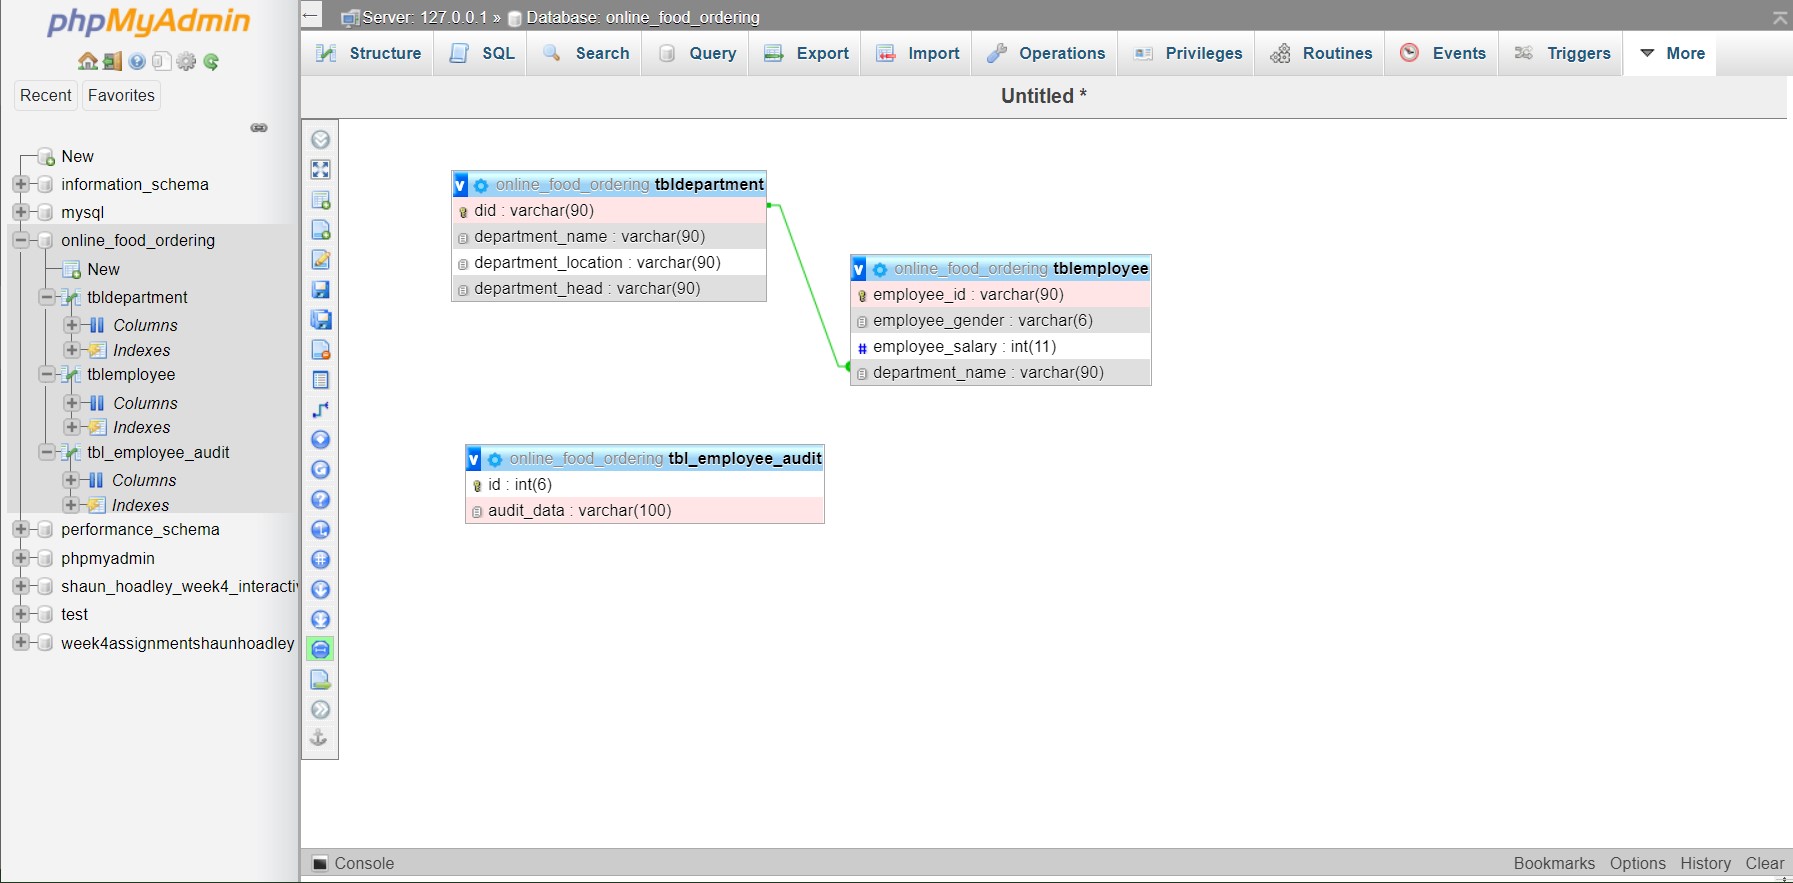 phpMyAdmin
Recent Favorites
New
information_schema
mysql
online_food_ordering
New
tbldepartment
Columns
Indexes
tblemployee
Columns
Indexes
tbl_employee_audit
Columns
Indexes
performance_schema
phpmyadmin
shaun_hoadley_week4_interacti
test
week4assignmentshaunhoadley
Server: 127.0.0.1 » Database: online_food_ordering
Structure SQL Search Query Export Import Operations Privileges Routines Events Triggers More
Untitled *
v online_food_ordering tbldepartment
did : varchar(90)
department_name : varchar(90)
department_location : varchar(90)
department_head : varchar(90)
v online_food_ordering tblemployee
employee_id : varchar(90)
employee_gender : varchar(6)
# employee_salary : int(11)
department_name : varchar(90)
v online_food_ordering tbl_employee_audit
id : int(6)
audit_data : varchar(100)
Console Bookmarks Options History Clear